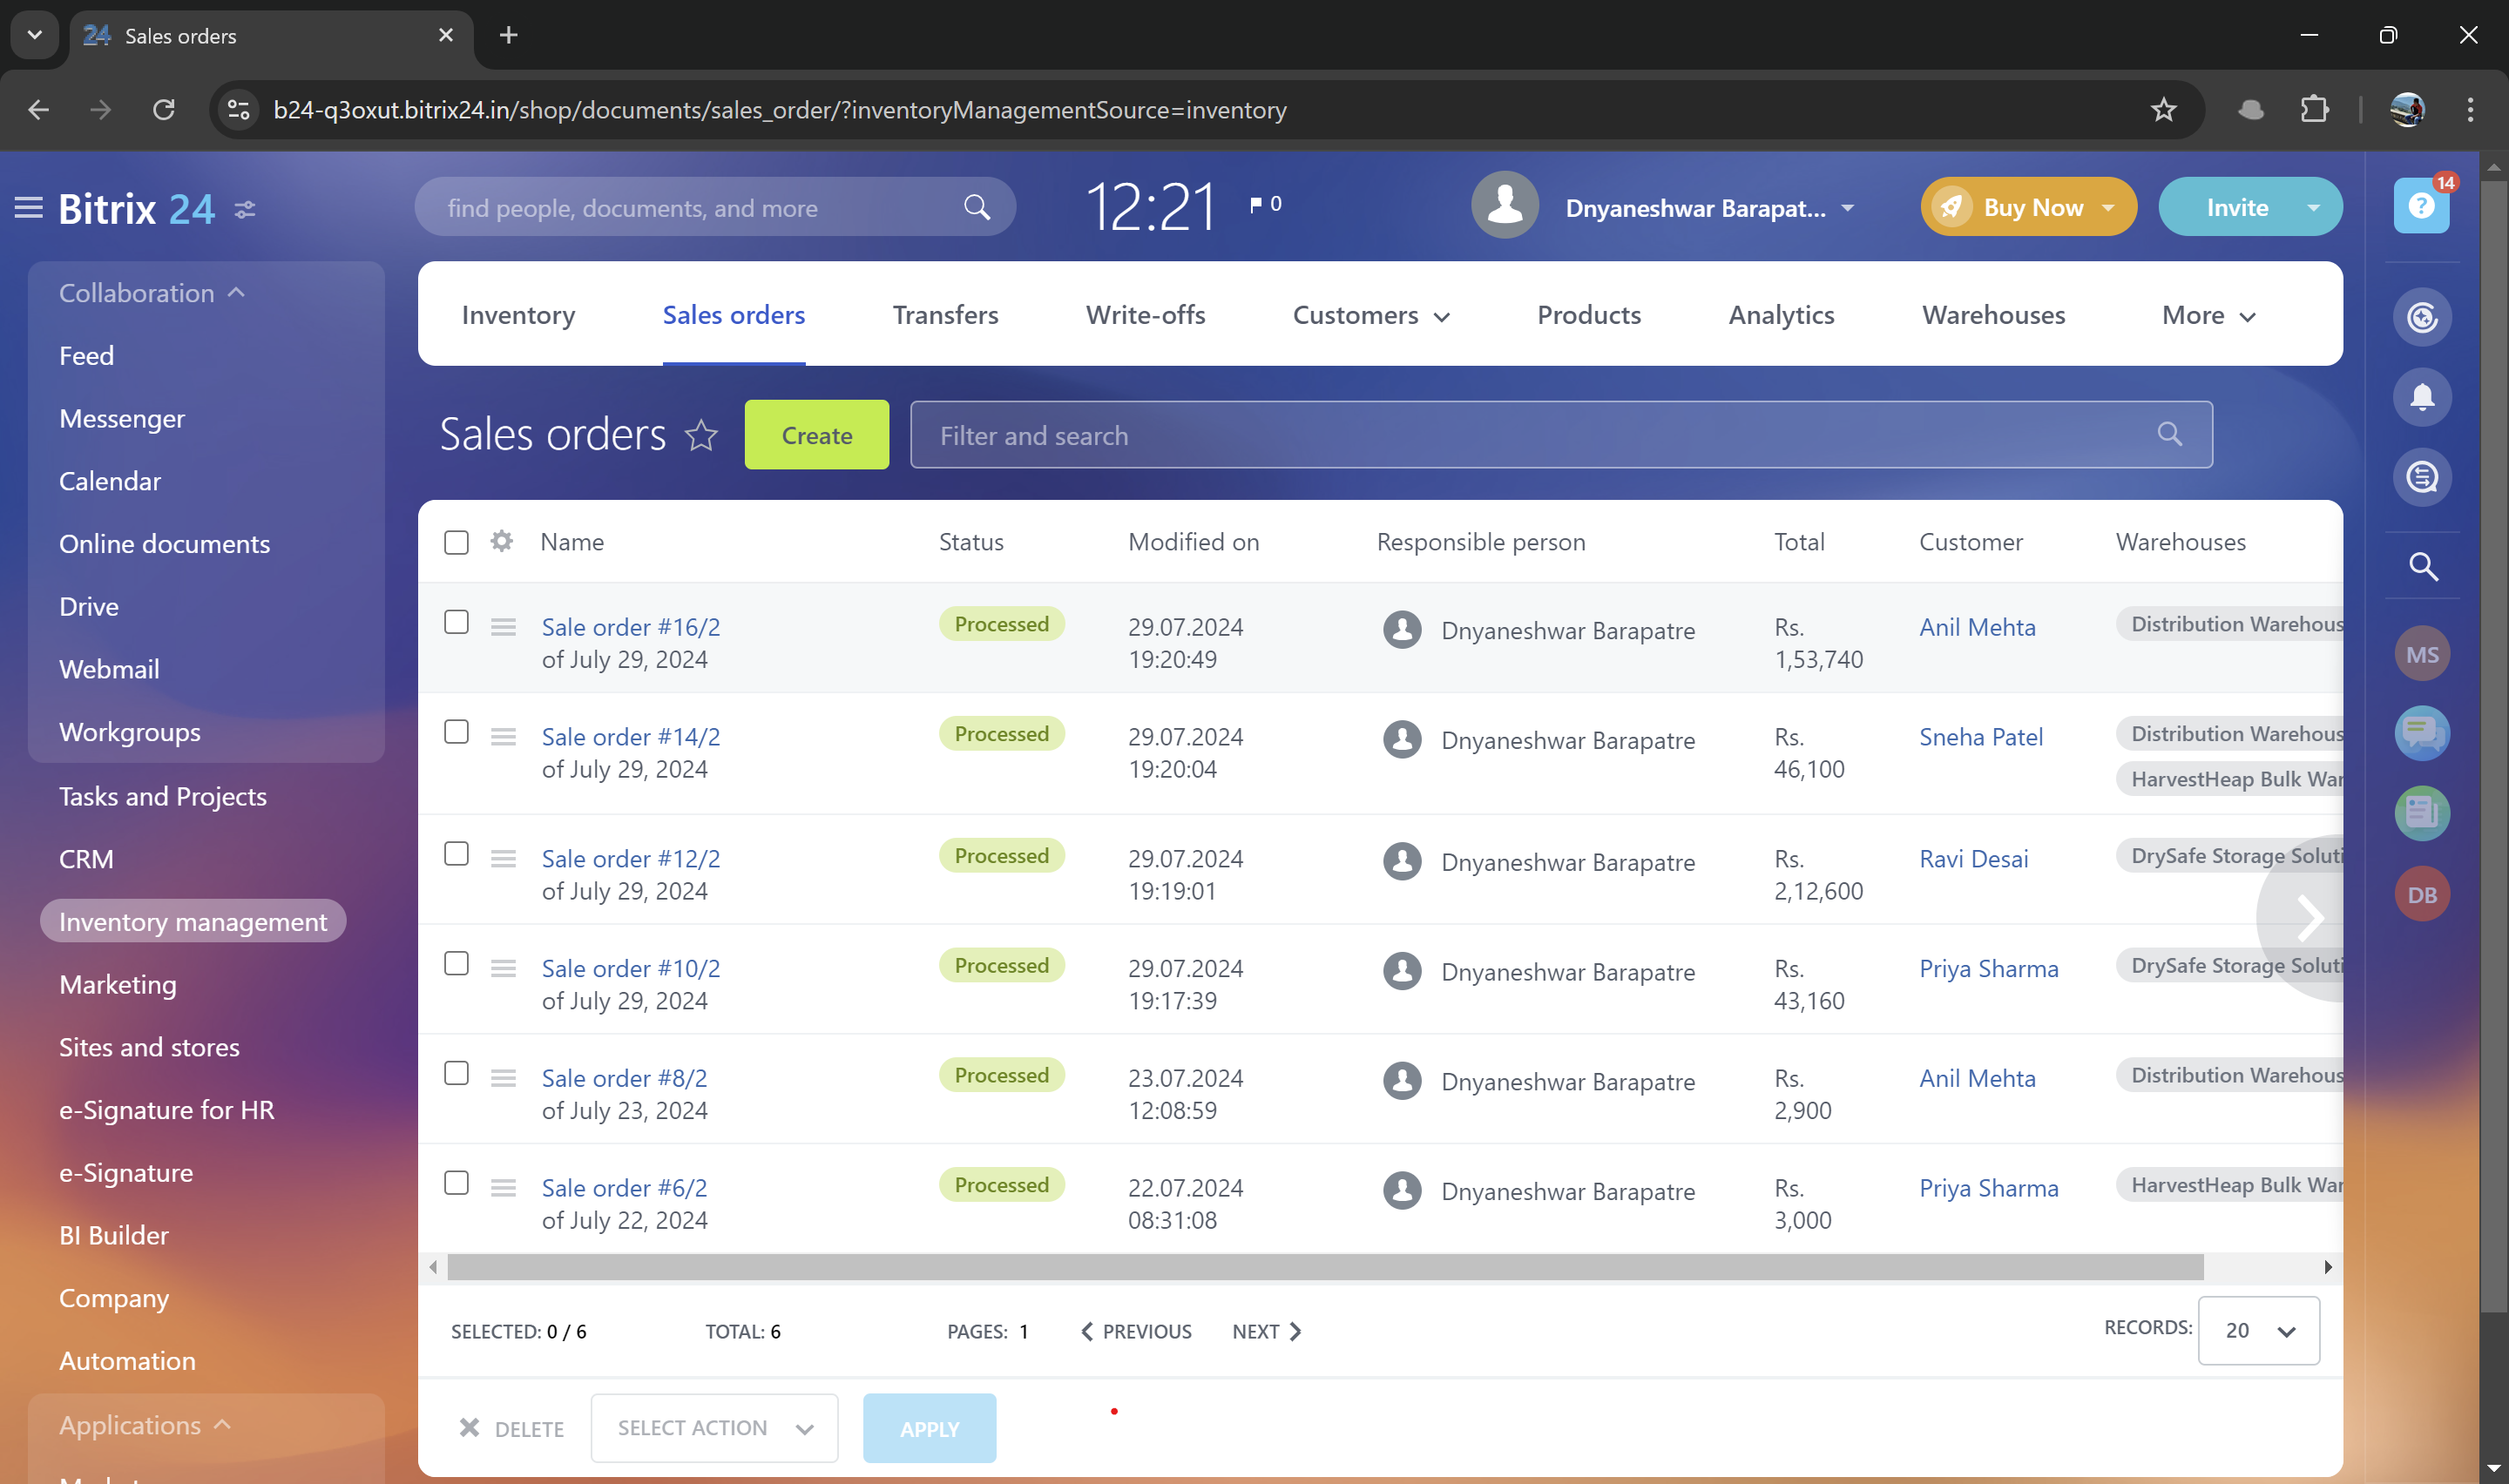 24 Sales orders
b24-q3oxut.bitrix24.in/shop/documents/sales_order/?inventoryManagementSource=inventory
Bitrix 24
find people, documents, and more
12:21
0
Dnyaneshwar Barapat...
Buy Now
Invite
14
Collaboration
Feed
Messenger
Calendar
Online documents
Drive
Webmail
Workgroups
Tasks and Projects
CRM
Inventory management
Marketing
Sites and stores
e-Signature for HR
e-Signature
BI Builder
Company
Automation
Applications
Inventory Sales orders Transfers Write-offs Customers Products Analytics Warehouses More
Sales orders Create Filter and search
Name Status Modified on Responsible person Total Customer Warehouses
Sale order #16/2 Processed 29.07.2024 Dnyaneshwar Barapatre Rs. Anil Mehta Distribution Warehous
of July 29, 2024 19:20:49 1,53,740
Sale order #14/2 Processed 29.07.2024 Dnyaneshwar Barapatre Rs. Sneha Patel Distribution Warehous
of July 29, 2024 19:20:04 46,100 HarvestHeap Bulk War
Sale order #12/2 Processed 29.07.2024 Dnyaneshwar Barapatre Rs. Ravi Desai DrySafe Storage Soluti
of July 29, 2024 19:19:01 2,12,600
Sale order #10/2 Processed 29.07.2024 Dnyaneshwar Barapatre Rs. Priya Sharma DrySafe Storage Soluti
of July 29, 2024 19:17:39 43,160
Sale order #8/2 Processed 23.07.2024 Dnyaneshwar Barapatre Rs. Anil Mehta Distribution Warehous
of July 23, 2024 12:08:59 2,900
Sale order #6/2 Processed 22.07.2024 Dnyaneshwar Barapatre Rs. Priya Sharma HarvestHeap Bulk War
of July 22, 2024 08:31:08 3,000
SELECTED: 0 / 6 TOTAL: 6 PAGES: 1 PREVIOUS NEXT RECORDS: 20
DELETE SELECT ACTION APPLY
MS
DB